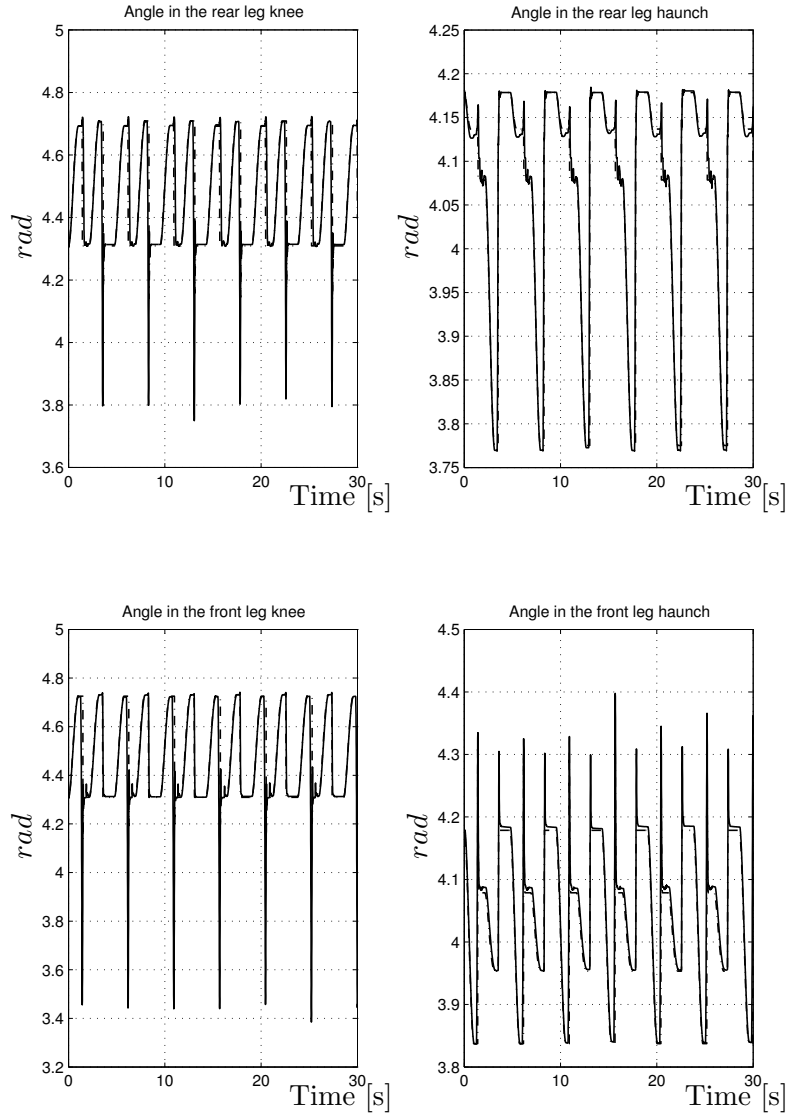 Angle in the rear leg knee
5
4.8
4.6
4.4
4.2
4
3.8
3.6
0 10 20 30
rad
Time [s]
Angle in the rear leg haunch
4.25
4.2
4.15
4.1
4.05
4
3.95
3.9
3.85
3.8
3.75
0 10 20 30
rad
Time [s]
Angle in the front leg knee
5
4.8
4.6
4.4
4.2
4
3.8
3.6
3.4
3.2
0 10 20 30
rad
Time [s]
Angle in the front leg haunch
4.5
4.4
4.3
4.2
4.1
4
3.9
3.8
0 10 20 30
rad
Time [s]